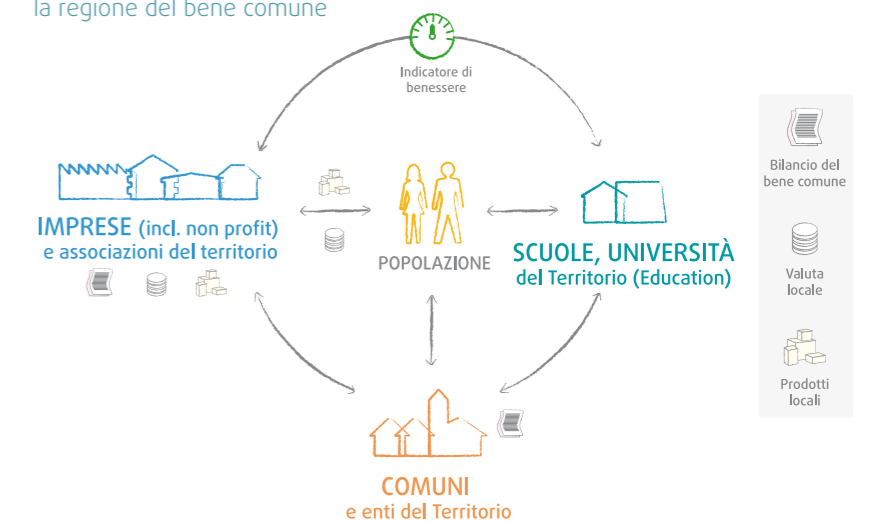 la regione del bene comune
Indicatore di
benessere
IMPRESE (incl. non profit)
e associazioni del territorio
POPOLAZIONE
SCUOLE, UNIVERSITÀ
del Territorio (Education)
COMUNI
e enti del Territorio
Bilancio del
bene comune
Valuta
locale
Prodotti
locali